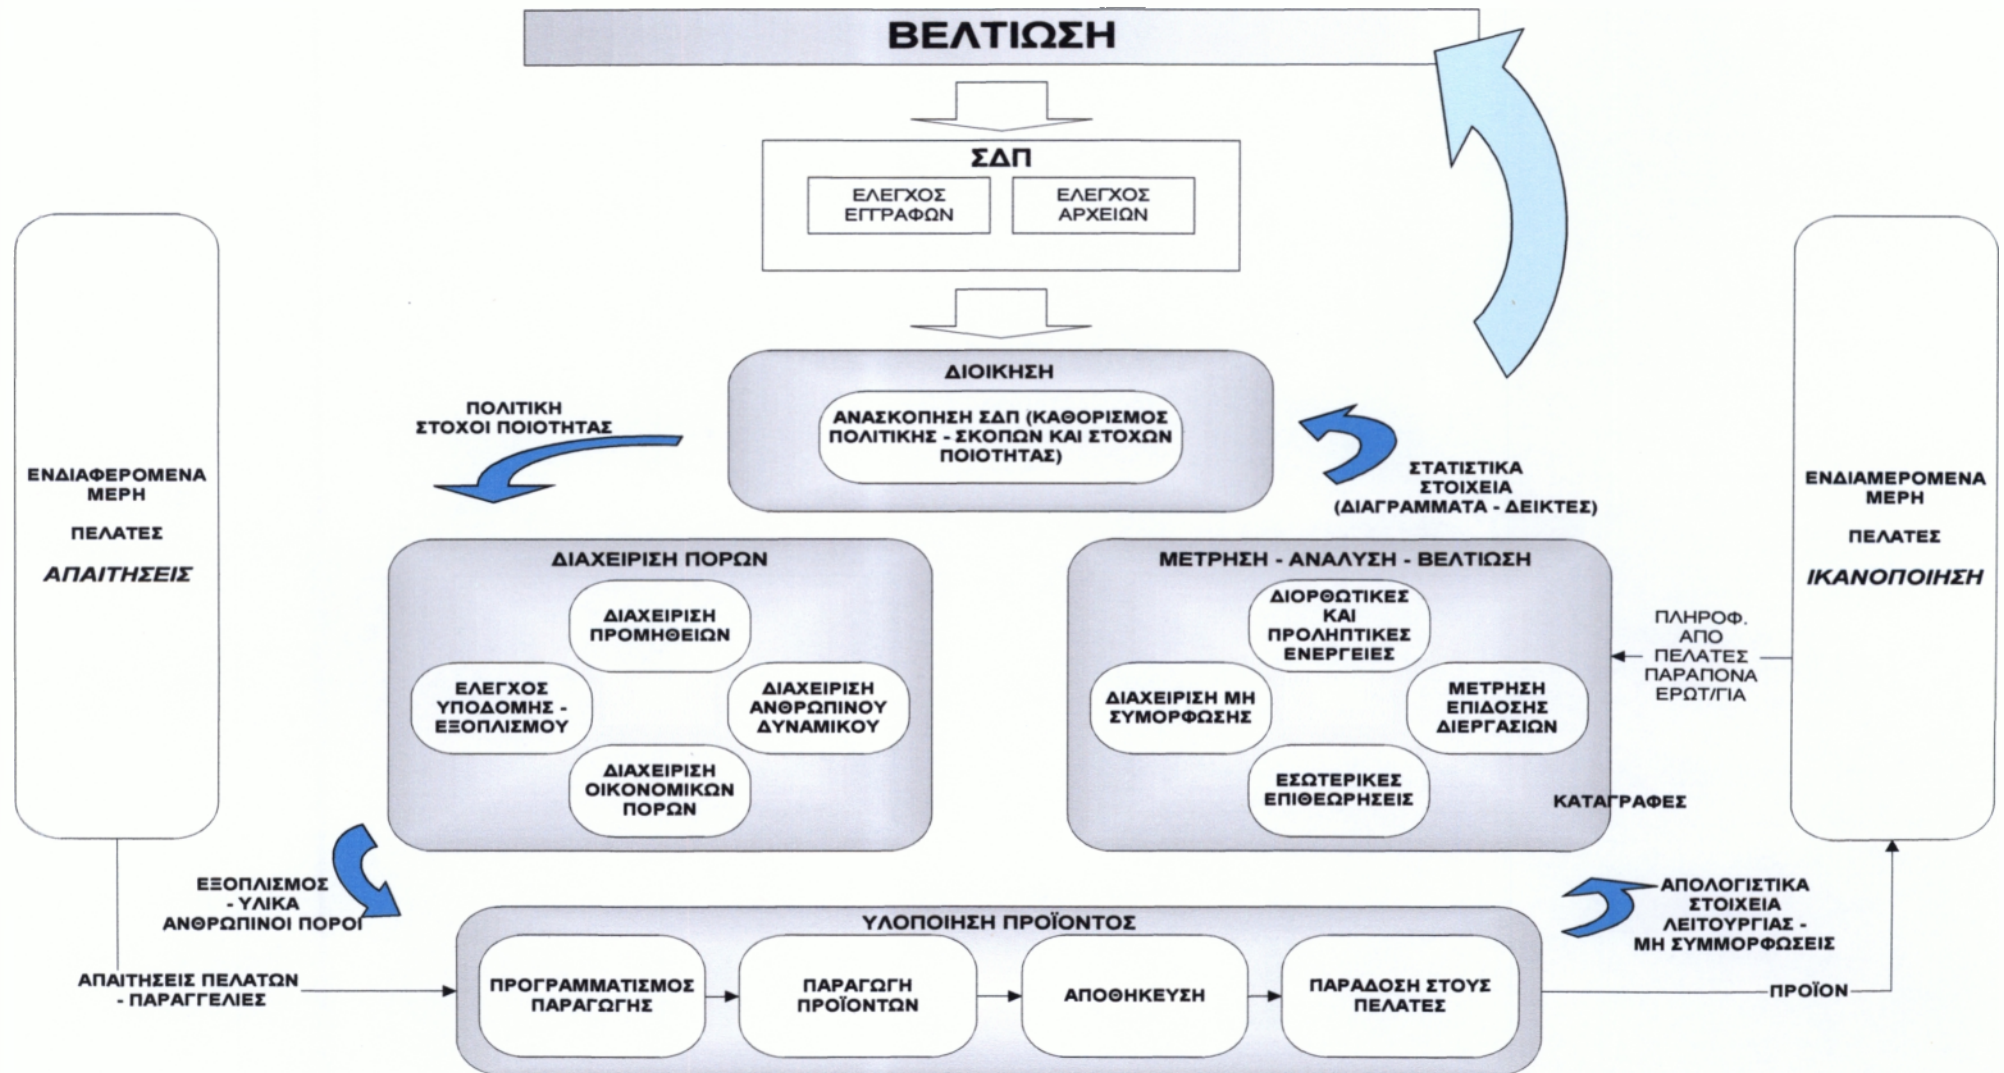 ΒΕΛΤΙΩΣΗ
ΣΔΠ
ΕΛΕΓΧΟΣ
ΕΓΓΡΑΦΩΝ
ΕΛΕΓΧΟΣ
ΑΡΧΕΙΩΝ
ΔΙΟΙΚΗΣΗ
ΑΝΑΣΚΟΠΗΣΗ ΣΔΠ (ΚΑΘΟΡΙΣΜΟΣ
ΠΟΛΙΤΙΚΗΣ - ΣΚΟΠΩΝ ΚΑΙ ΣΤΟΧΩΝ
ΠΟΙΟΤΗΤΑΣ)
ΠΟΛΙΤΙΚΗ
ΣΤΟΧΟΙ ΠΟΙΟΤΗΤΑΣ
ΣΤΑΤΙΣΤΙΚΑ
ΣΤΟΙΧΕΙΑ
(ΔΙΑΓΡΑΜΜΑΤΑ - ΔΕΙΚΤΕΣ)
ΕΝΔΙΑΦΕΡΟΜΕΝΑ
ΜΕΡΗ
ΠΕΛΑΤΕΣ
ΑΠΑΙΤΗΣΕΙΣ
ΔΙΑΧΕΙΡΙΣΗ ΠΟΡΩΝ
ΔΙΑΧΕΙΡΙΣΗ
ΠΡΟΜΗΘΕΙΩΝ
ΕΛΕΓΧΟΣ
ΥΠΟΔΟΜΗΣ -
ΕΞΟΠΛΙΣΜΟΥ
ΔΙΑΧΕΙΡΙΣΗ
ΑΝΘΡΩΠΙΝΟΥ
ΔΥΝΑΜΙΚΟΥ
ΔΙΑΧΕΙΡΙΣΗ
ΟΙΚΟΝΟΜΙΚΩΝ
ΠΟΡΩΝ
ΜΕΤΡΗΣΗ - ΑΝΑΛΥΣΗ - ΒΕΛΤΙΩΣΗ
ΔΙΟΡΘΩΤΙΚΕΣ
ΚΑΙ
ΠΡΟΛΗΠΤΙΚΕΣ
ΕΝΕΡΓΕΙΕΣ
ΔΙΑΧΕΙΡΙΣΗ ΜΗ
ΣΥΜΟΡΦΩΣΗΣ
ΜΕΤΡΗΣΗ
ΕΠΙΔΟΣΗΣ
ΔΙΕΡΓΑΣΙΩΝ
ΕΣΩΤΕΡΙΚΕΣ
ΕΠΙΘΕΩΡΗΣΕΙΣ
ΚΑΤΑΓΡΑΦΕΣ
ΕΝΔΙΑΜΕΡΟΜΕΝΑ
ΜΕΡΗ
ΠΕΛΑΤΕΣ
ΙΚΑΝΟΠΟΙΗΣΗ
ΠΛΗΡΟΦ.
ΑΠΟ
ΠΕΛΑΤΕΣ
ΠΑΡΑΠΟΝΑ
ΕΡΩΤ/ΓΙΑ
ΕΞΟΠΛΙΣΜΟΣ
- ΥΛΙΚΑ
ΑΝΘΡΩΠΙΝΟΙ ΠΟΡΟΙ
ΑΠΟΛΟΓΙΣΤΙΚΑ
ΣΤΟΙΧΕΙΑ
ΛΕΙΤΟΥΡΓΙΑΣ -
ΜΗ ΣΥΜΜΟΡΦΩΣΕΙΣ
ΑΠΑΙΤΗΣΕΙΣ ΠΕΛΑΤΩΝ
- ΠΑΡΑΓΓΕΛΙΕΣ
ΥΛΟΠΟΙΗΣΗ ΠΡΟΪΟΝΤΟΣ
ΠΡΟΓΡΑΜΜΑΤΙΣΜΟΣ
ΠΑΡΑΓΩΓΗΣ
ΠΑΡΑΓΩΓΗ
ΠΡΟΪΟΝΤΩΝ
ΑΠΟΘΗΚΕΥΣΗ
ΠΑΡΑΔΟΣΗ ΣΤΟΥΣ
ΠΕΛΑΤΕΣ
ΠΡΟΪΟΝ